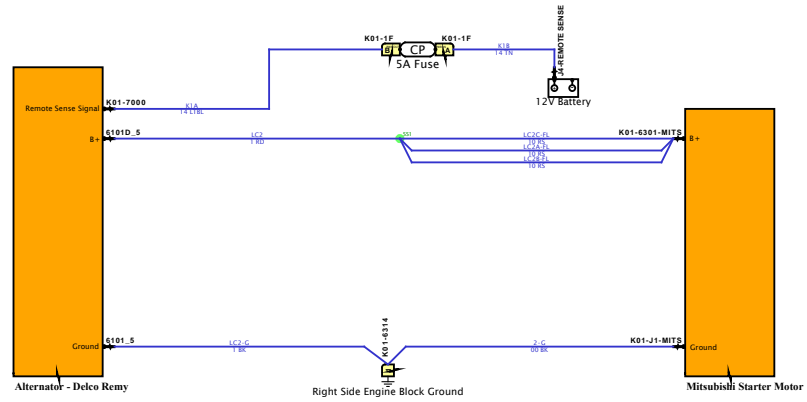 K01-1F
K01-1F
B
CP
A
5A Fuse
K1B
14 TN
J4-REMOTE SENSE
12V Battery
K01-7000
Remote Sense Signal
K1A
14 LTBL
6101D_5
B+
LC2
1 RD
SS1
LC2C-FL
10 RS
LC2A-FL
10 RS
LC2B-FL
10 RS
K01-6301-MITS
B+
6101_5
Ground
LC2-G
1 BK
K01-6314
2-G
00 BK
K01-J1-MITS
Ground
Alternator - Delco Remy
Right Side Engine Block Ground
Mitsubishi Starter Motor